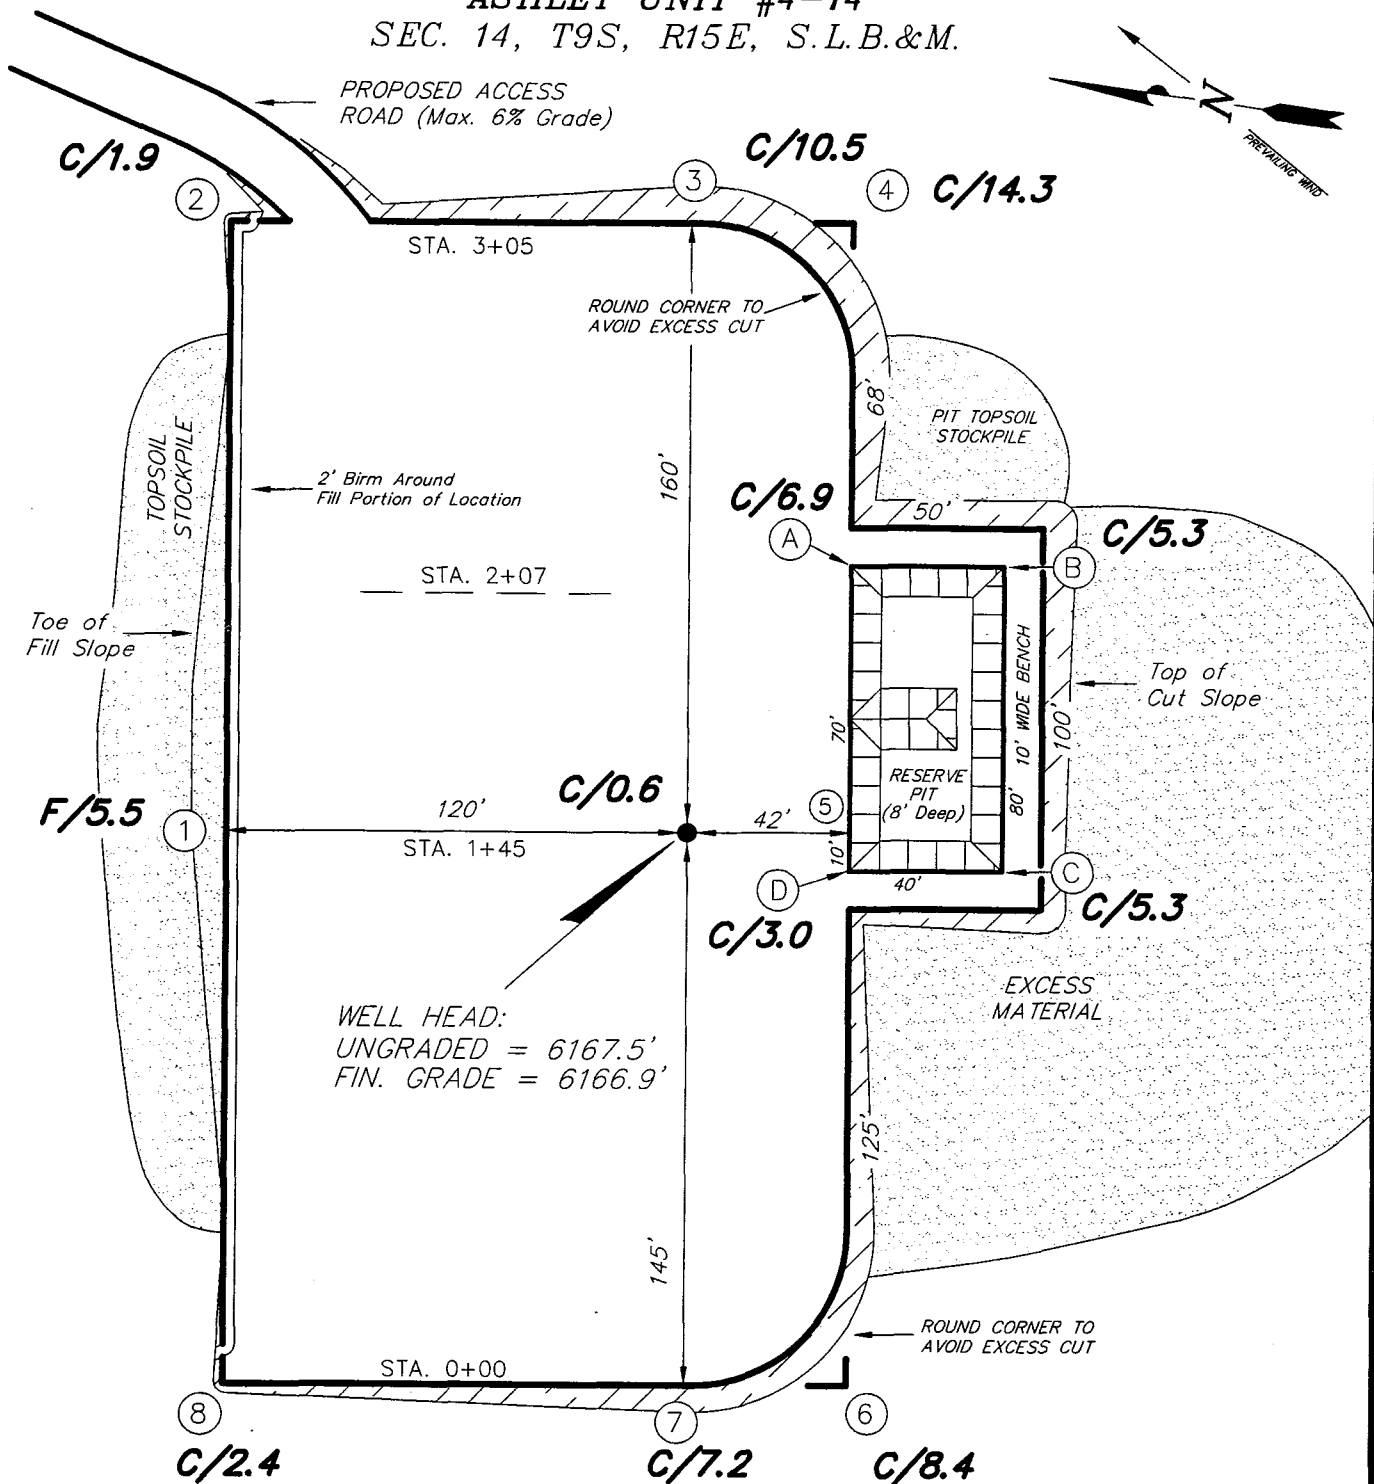 SEC. 14, T9S, R15E, S.L.B.&M.
PROPOSED ACCESS
ROAD (Max. 6% Grade)
N
PREVAILING WIND
C/1.9
2
C/10.5
3
4
C/14.3
STA. 3+05
ROUND CORNER TO
AVOID EXCESS CUT
TOPSOIL
STOCKPILE
68'
PIT TOPSOIL
STOCKPILE
2' Birm Around
Fill Portion of Location
160'
C/6.9
50'
A
C/5.3
B
STA. 2+07
Toe of
Fill Slope
10' WIDE BENCH
Top of
Cut Slope
100'
70'
RESERVE
PIT
(8' Deep)
80'
F/5.5
1
120'
STA. 1+45
C/0.6
42'
5
10'
D
40'
C
C/3.0
C/5.3
WELL HEAD:
UNGRADED = 6167.5'
FIN. GRADE = 6166.9'
EXCESS
MATERIAL
125'
145'
ROUND CORNER TO
AVOID EXCESS CUT
STA. 0+00
8
7
6
C/2.4
C/7.2
C/8.4